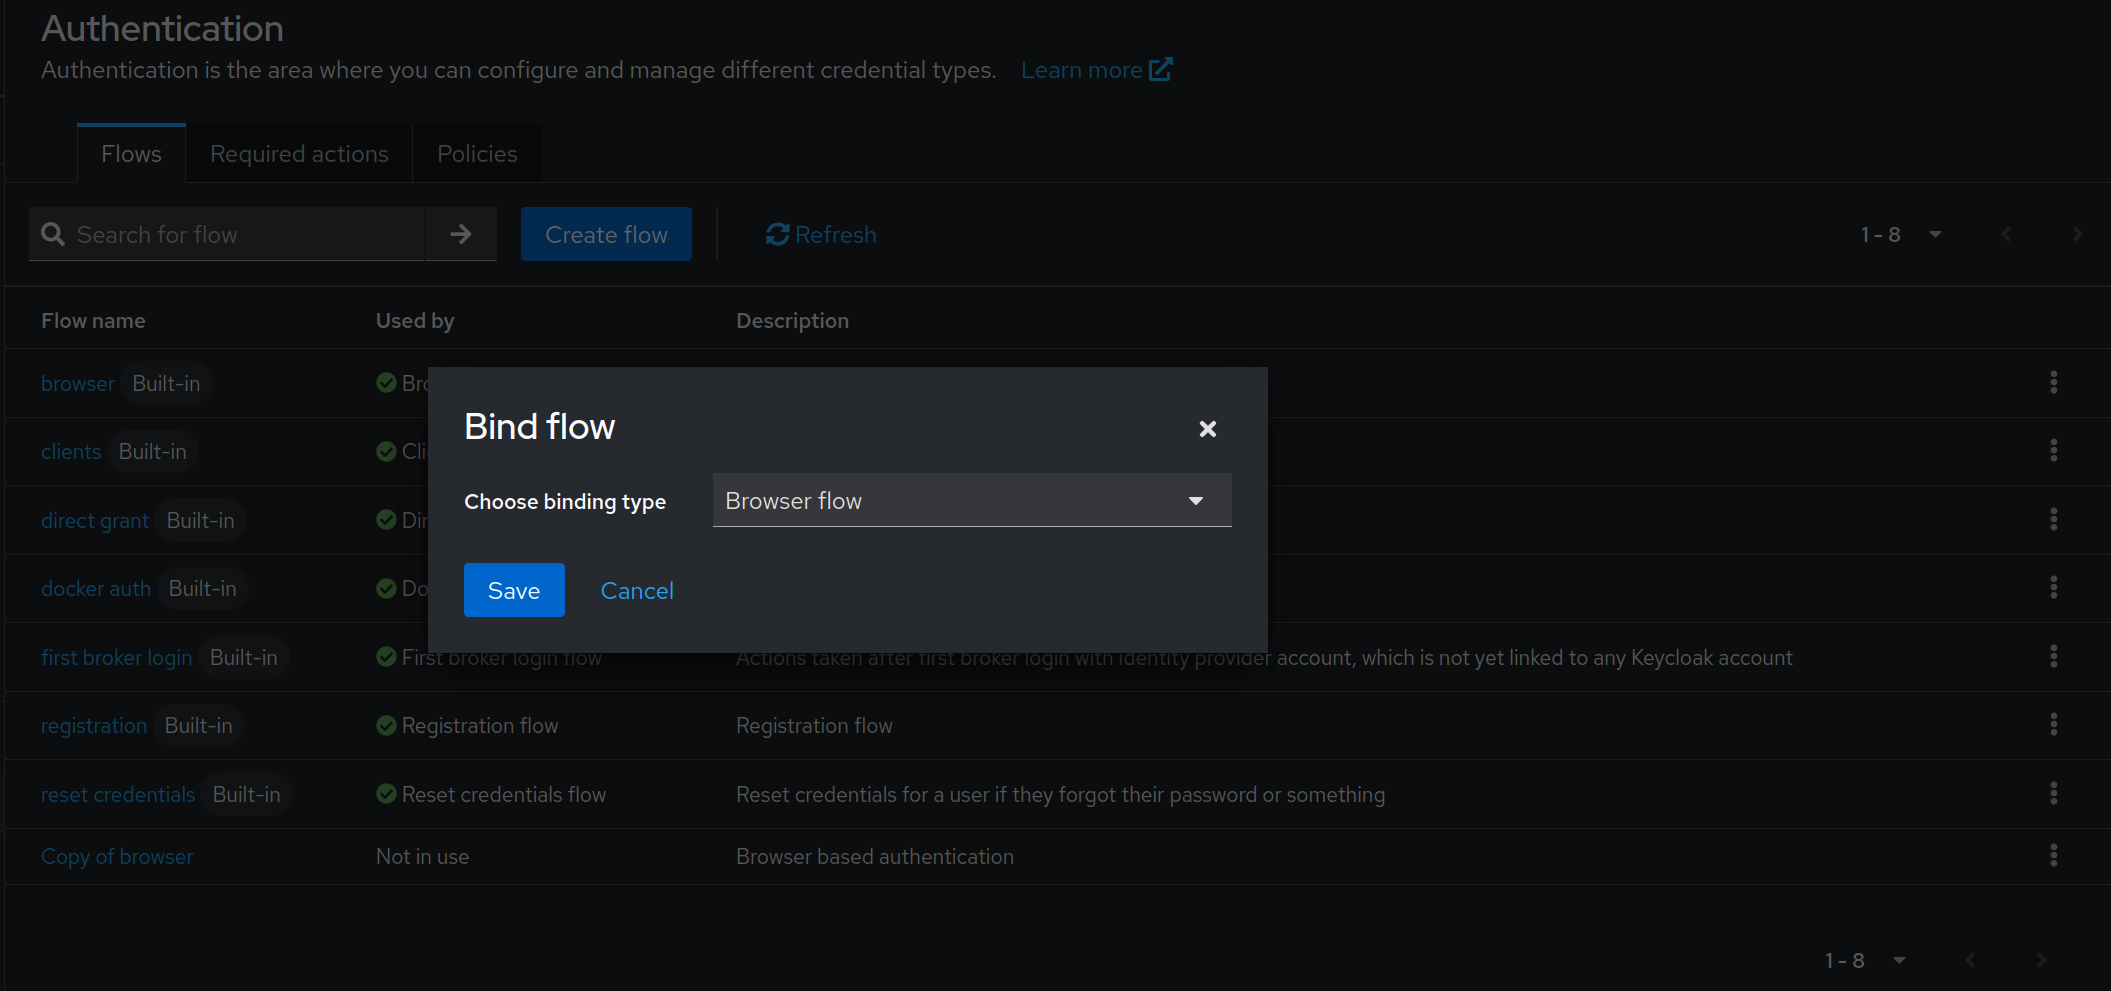 Authentication
Authentication is the area where you can configure and manage different credential types. Learn more
Flows Required actions Policies
Search for flow Create flow Refresh 1 - 8
Flow name Used by Description
browser Built-in
clients Built-in
direct grant Built-in
docker auth Built-in
Bind flow
Choose binding type Browser flow
Save Cancel
first broker login Built-in First broker login flow Actions taken after first broker login with identity provider account, which is not yet linked to any Keycloak account
registration Built-in Registration flow Registration flow
reset credentials Built-in Reset credentials flow Reset credentials for a user if they forgot their password or something
Copy of browser Not in use Browser based authentication
1 - 8